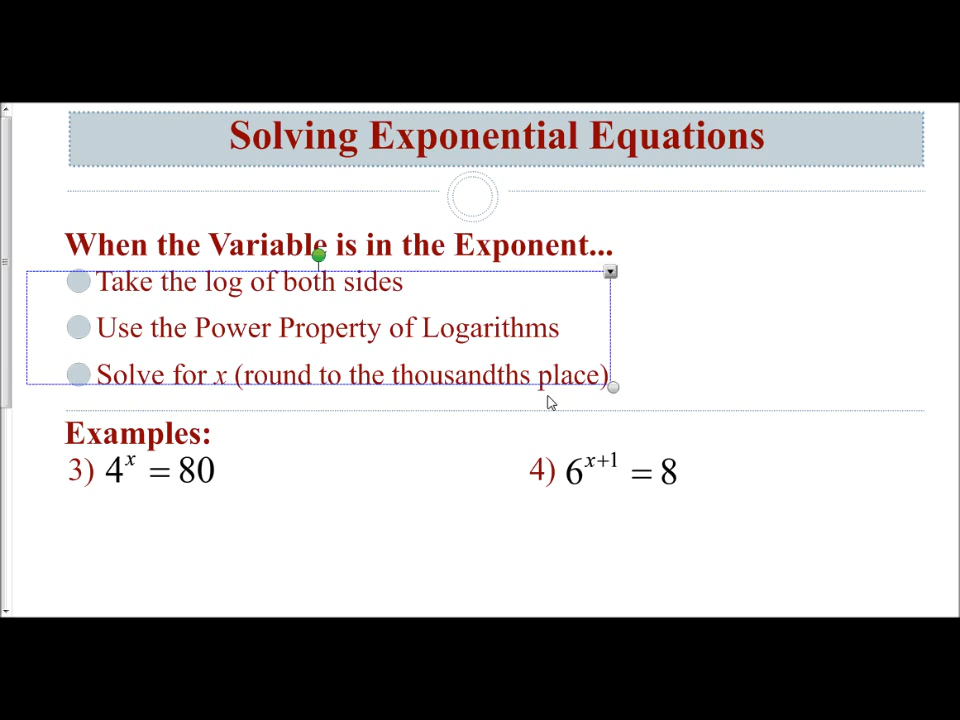 Solving Exponential Equations
When the Variable is in the Exponent...
Take the log of both sides
Use the Power Property of Logarithms
Solve for x (round to the thousandths place)
Examples:
3) 4^x = 80
4) 6^{x+1} = 8